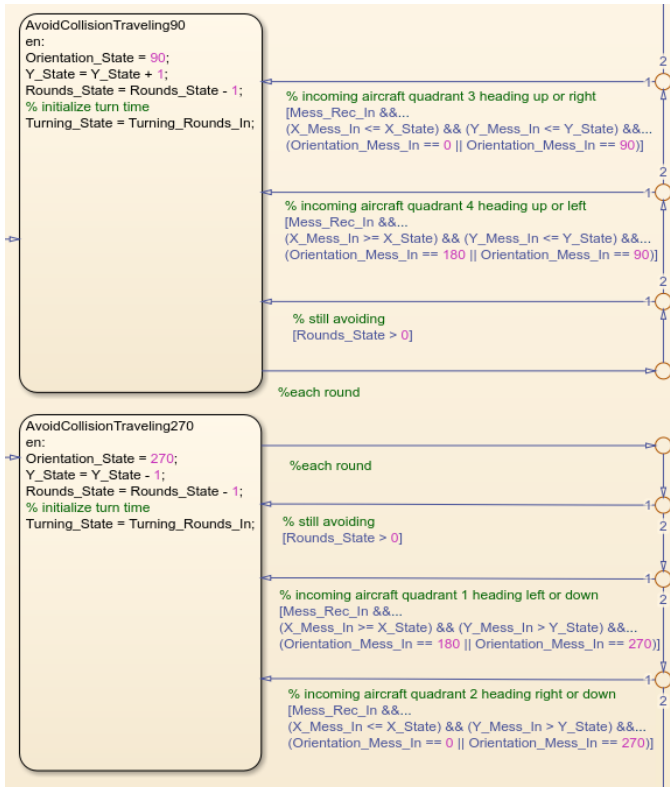 AvoidCollisionTraveling90
en:
Orientation_State = 90;
Y_State = Y_State + 1;
Rounds_State = Rounds_State - 1;
% initialize turn time
Turning_State = Turning_Rounds_In;
2
1
% incoming aircraft quadrant 3 heading up or right
[Mess_Rec_In &&...
(X_Mess_In <= X_State) && (Y_Mess_In <= Y_State) &&...
(Orientation_Mess_In == 0 || Orientation_Mess_In == 90)]
2
1
% incoming aircraft quadrant 4 heading up or left
[Mess_Rec_In &&...
(X_Mess_In >= X_State) && (Y_Mess_In <= Y_State) &&...
(Orientation_Mess_In == 180 || Orientation_Mess_In == 90)]
2
1
% still avoiding
[Rounds_State > 0]
%each round
AvoidCollisionTraveling270
en:
Orientation_State = 270;
Y_State = Y_State - 1;
Rounds_State = Rounds_State - 1;
% initialize turn time
Turning_State = Turning_Rounds_In;
%each round
1
2
% still avoiding
[Rounds_State > 0]
1
2
% incoming aircraft quadrant 1 heading left or down
[Mess_Rec_In &&...
(X_Mess_In >= X_State) && (Y_Mess_In > Y_State) &&...
(Orientation_Mess_In == 180 || Orientation_Mess_In == 270)]
1
2
% incoming aircraft quadrant 2 heading right or down
[Mess_Rec_In &&...
(X_Mess_In <= X_State) && (Y_Mess_In > Y_State) &&...
(Orientation_Mess_In == 0 || Orientation_Mess_In == 270)]